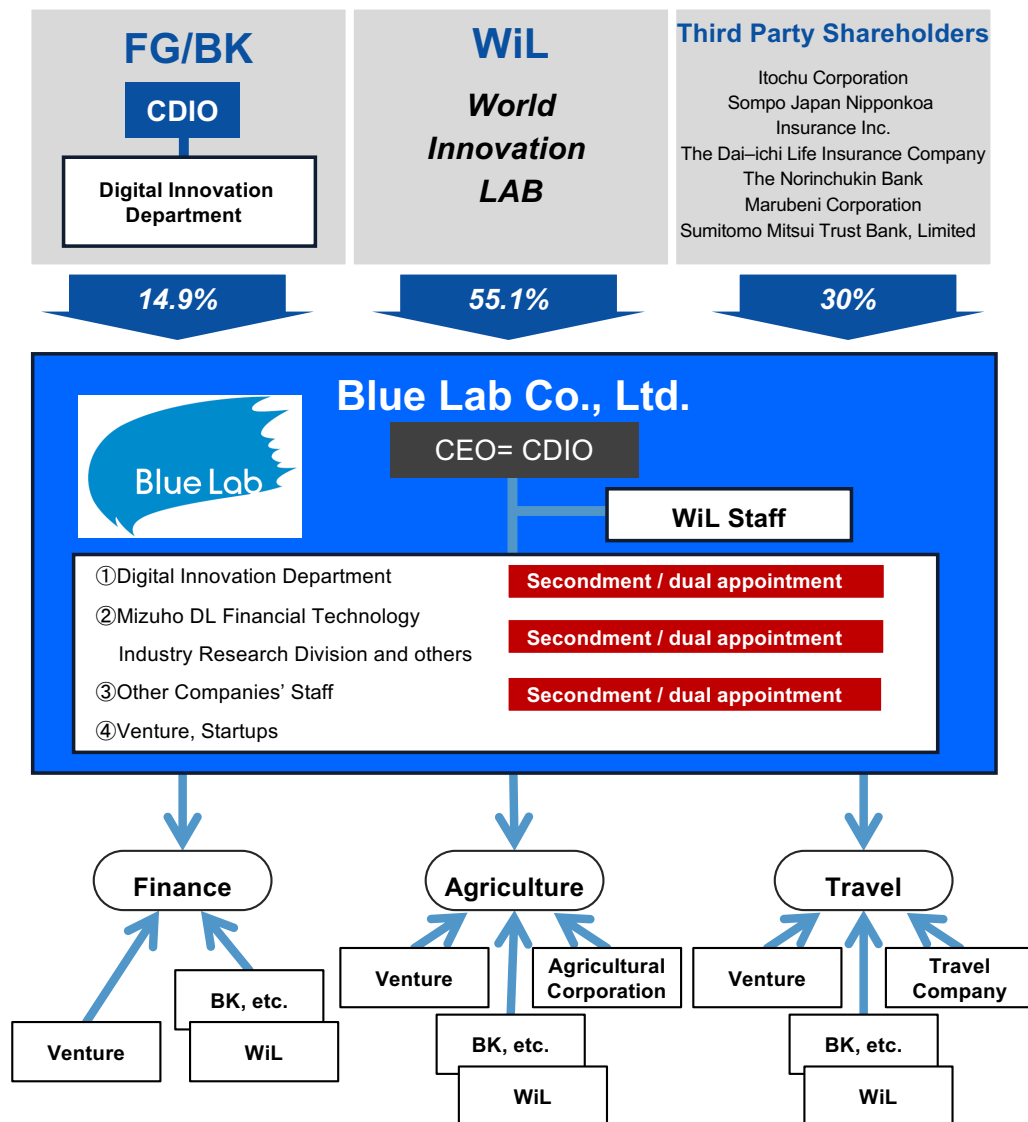 FG/BK
CDIO
Digital Innovation
Department
WiL
World
Innovation
LAB
Third Party Shareholders
Itochu Corporation
Sompo Japan Nipponkoa
Insurance Inc.
The Dai–ichi Life Insurance Company
The Norinchukin Bank
Marubeni Corporation
Sumitomo Mitsui Trust Bank, Limited
14.9%
55.1%
30%
Blue Lab Co., Ltd.
Blue Lab
CEO= CDIO
WiL Staff
①Digital Innovation Department
Secondment / dual appointment
②Mizuho DL Financial Technology
Industry Research Division and others
Secondment / dual appointment
③Other Companies’ Staff
Secondment / dual appointment
④Venture, Startups
Finance
Agriculture
Travel
Venture
BK, etc.
WiL
Venture
Agricultural
Corporation
BK, etc.
WiL
Venture
Travel
Company
BK, etc.
WiL